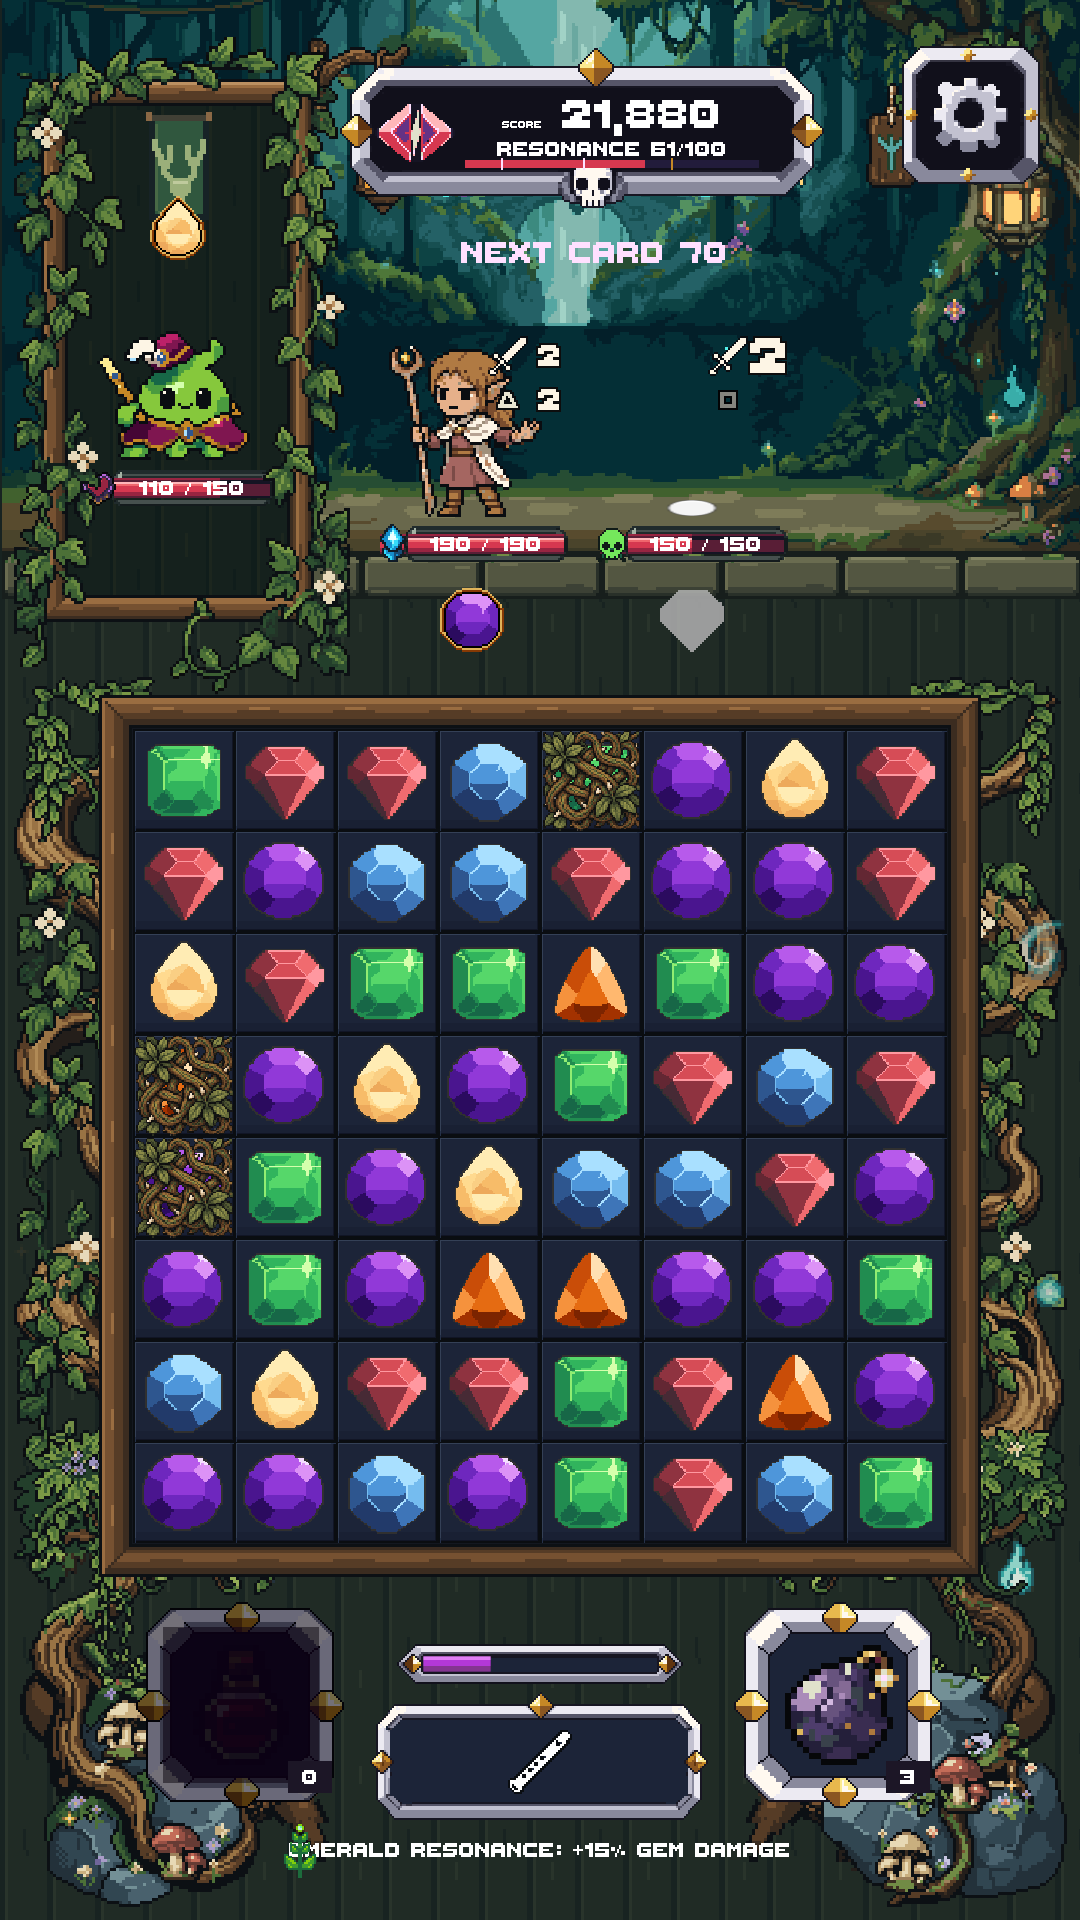 SCORE 21,880
RESONANCE 61/100
NEXT CARD 70
2
2
2
110 / 150
190 / 190
150 / 150
0
3
EMERALD RESONANCE: +15% GEM DAMAGE